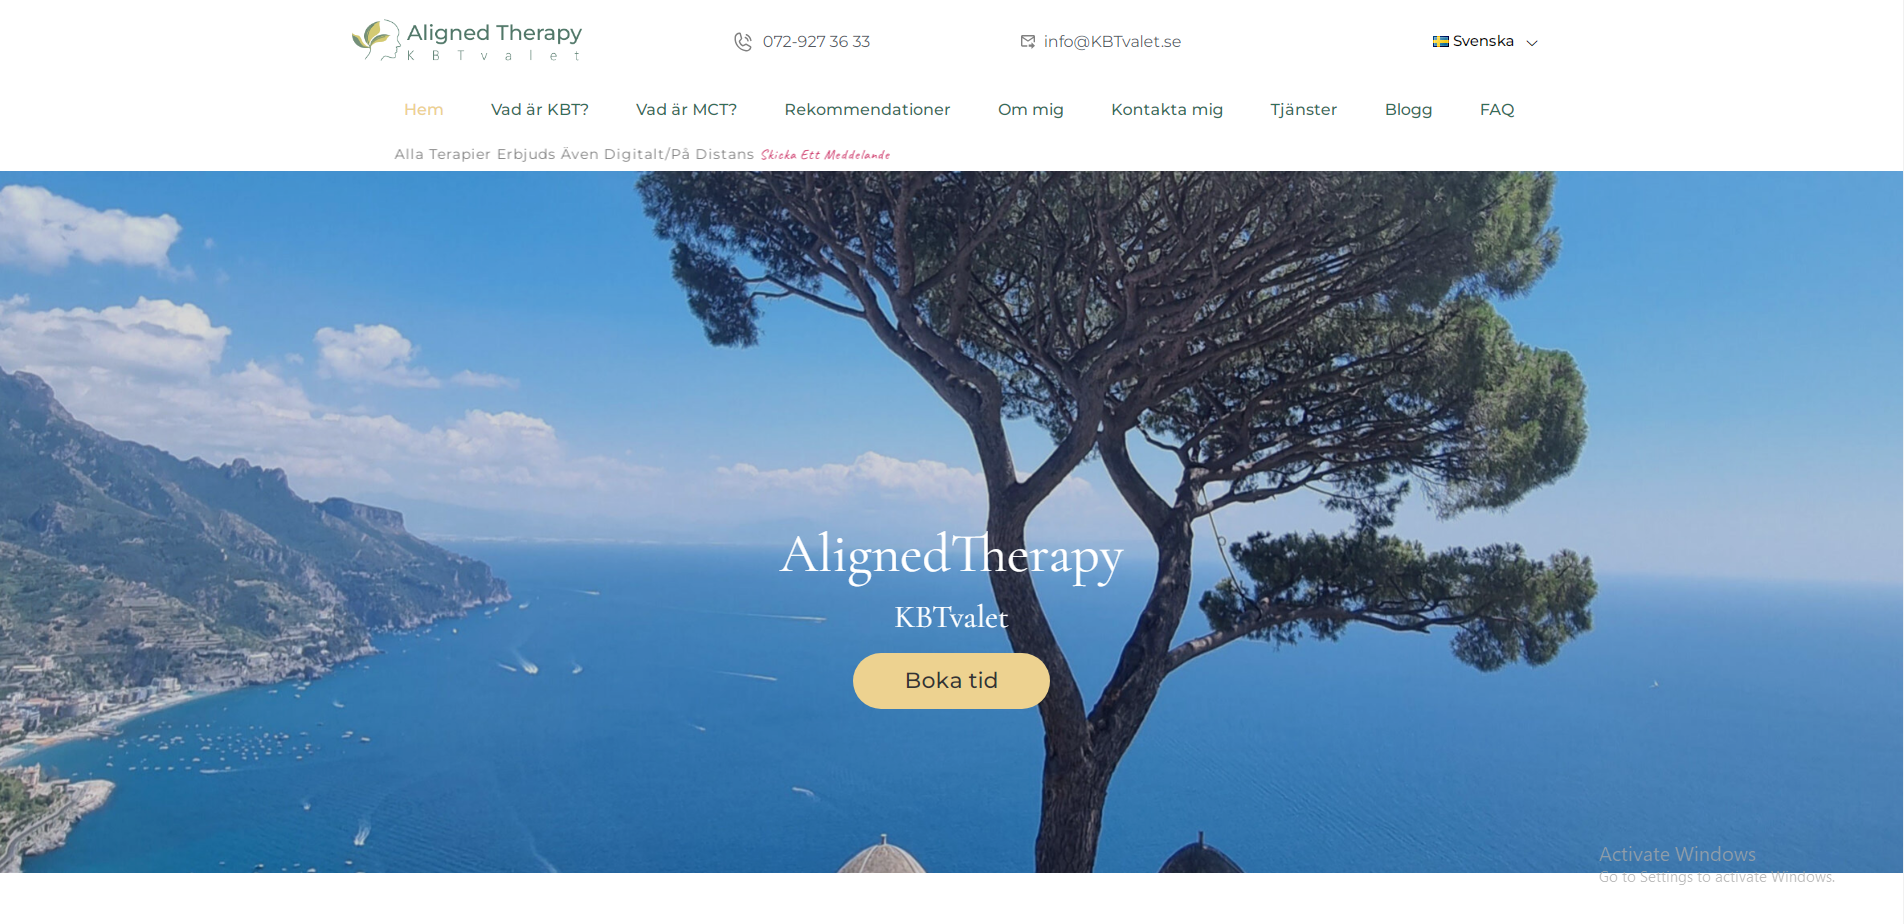 Aligned Therapy
KBTvalet
072-927 36 33
info@KBTvalet.se
Svenska
Hem Vad är KBT? Vad är MCT? Rekommendationer Om mig Kontakta mig Tjänster Blogg FAQ
Alla Terapier Erbjuds Även Digitalt/På Distans Skicka Ett Meddelande
AlignedTherapy
KBTvalet
Boka tid
Activate Windows
Go to Settings to activate Windows.